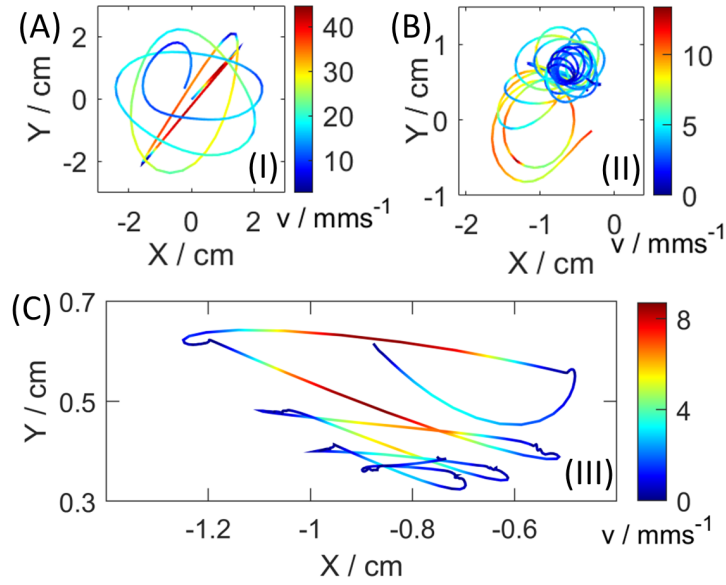 (A)
Y / cm
2
0
-2
-2
0
2
X / cm
(I)
40
30
20
10
v / mms-1
(B)
Y / cm
1
0
-1
-2
-1
0
X / cm
(II)
10
5
0
v / mms-1
(C)
Y / cm
0.7
0.5
0.3
-1.2
-1
-0.8
-0.6
X / cm
(III)
8
4
0
v / mms-1